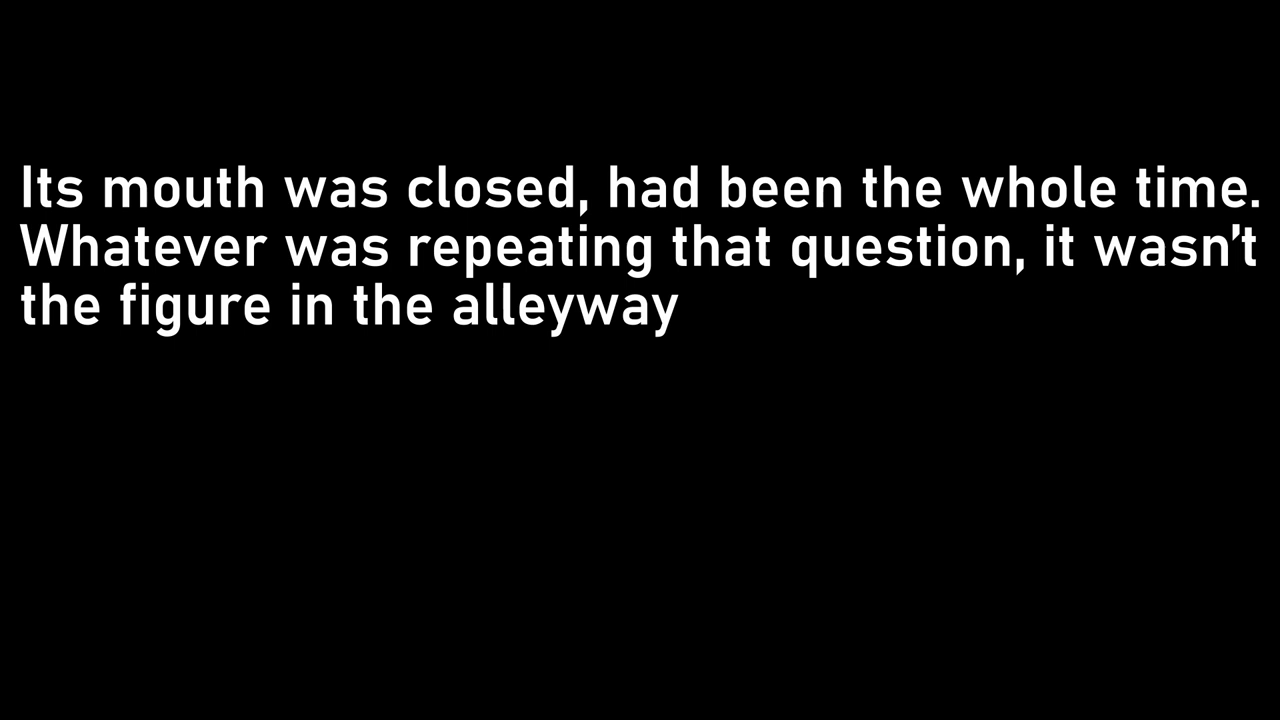 Its mouth was closed, had been the whole time.
Whatever was repeating that question, it wasn’t
the figure in the alleyway